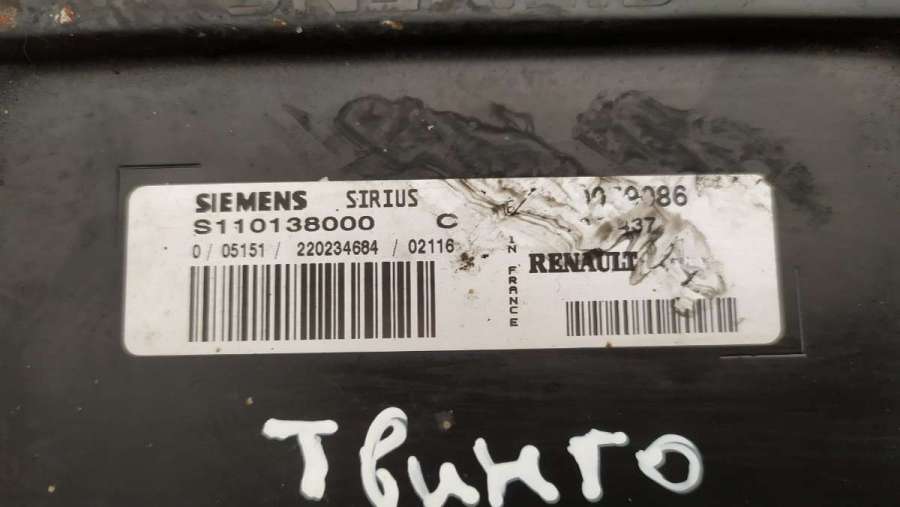 SIEMENS SIRIUS
S110138000 C
0 / 05151 / 220234684 / 02116
IN FRANCE
RENAULT
Твинго